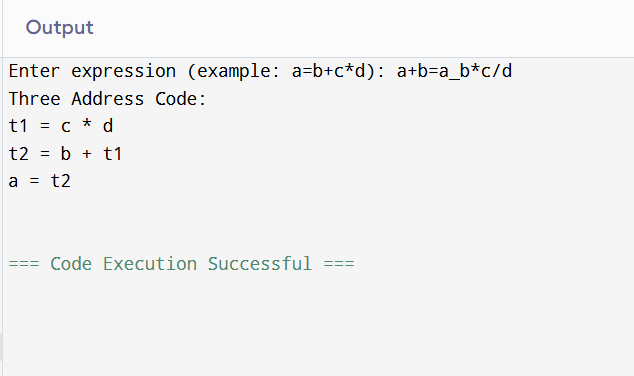 Output
Enter expression (example: a=b+c*d): a+b=a_b*c/d
Three Address Code:
t1 = c * d
t2 = b + t1
a = t2
=== Code Execution Successful ===